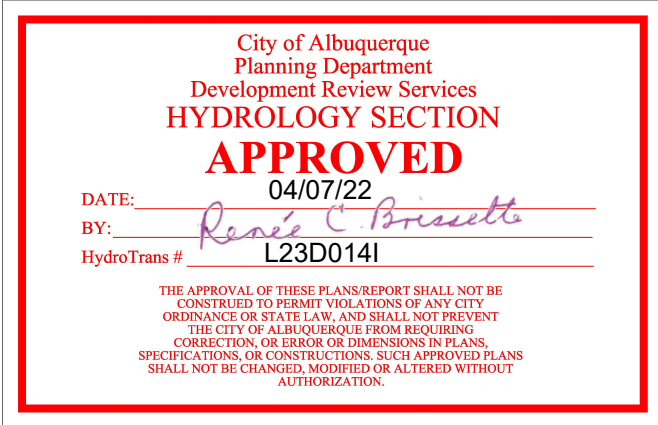 City of Albuquerque
Planning Department
Development Review Services
HYDROLOGY SECTION
APPROVED
DATE: 04/07/22
BY: Renée C. Brissette
HydroTrans # L23D014I
THE APPROVAL OF THESE PLANS/REPORT SHALL NOT BE
CONSTRUED TO PERMIT VIOLATIONS OF ANY CITY
ORDINANCE OR STATE LAW, AND SHALL NOT PREVENT
THE CITY OF ALBUQUERQUE FROM REQUIRING
CORRECTION, OR ERROR OR DIMENSIONS IN PLANS,
SPECIFICATIONS, OR CONSTRUCTIONS. SUCH APPROVED PLANS
SHALL NOT BE CHANGED, MODIFIED OR ALTERED WITHOUT
AUTHORIZATION.